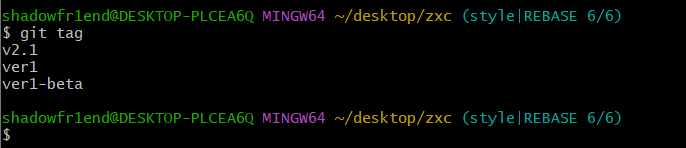 shadowfr1end@DESKTOP-PLCEA6Q MINGW64 ~/desktop/zxc (style|REBASE 6/6)
$ git tag
v2.1
ver1
ver1-beta
shadowfr1end@DESKTOP-PLCEA6Q MINGW64 ~/desktop/zxc (style|REBASE 6/6)
$